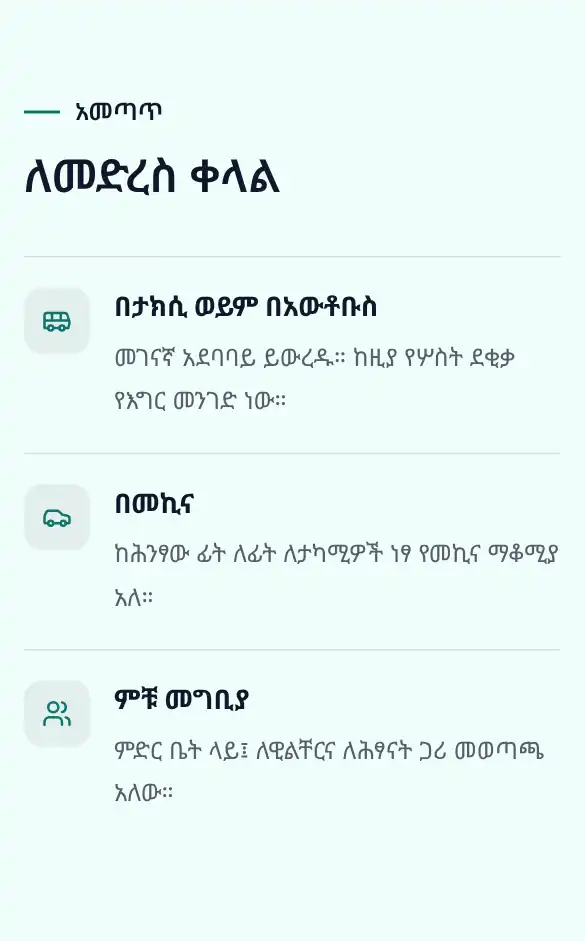 አመጣጥ
ለመድረስ ቀላል
በታክሲ ወይም በአውቶቡስ
መገናኛ አደባባይ ይውረዱ። ከዚያ የሦስት ደቂቃ
የእግር መንገድ ነው።
በመኪና
ከሕንፃው ፊት ለፊት ለታካሚዎች ነፃ የመኪና ማቆሚያ
አለ።
ምቹ መግቢያ
ምድር ቤት ላይ፤ ለዊልቸርና ለሕፃናት ጋሪ መወጣጫ
አለው።